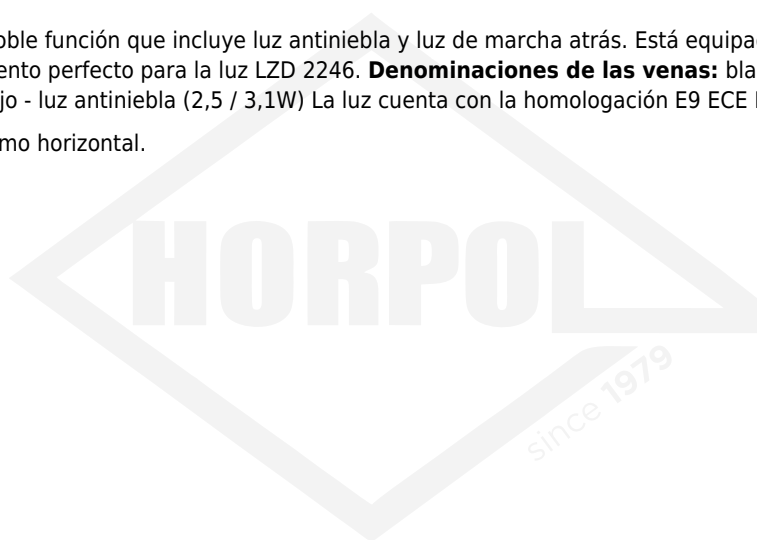 oble función que incluye luz antiniebla y luz de marcha atrás. Está equipa
ento perfecto para la luz LZD 2246. Denominaciones de las venas: bla
jo - luz antiniebla (2,5 / 3,1W) La luz cuenta con la homologación E9 ECE
mo horizontal.
HORPOL
since 1979